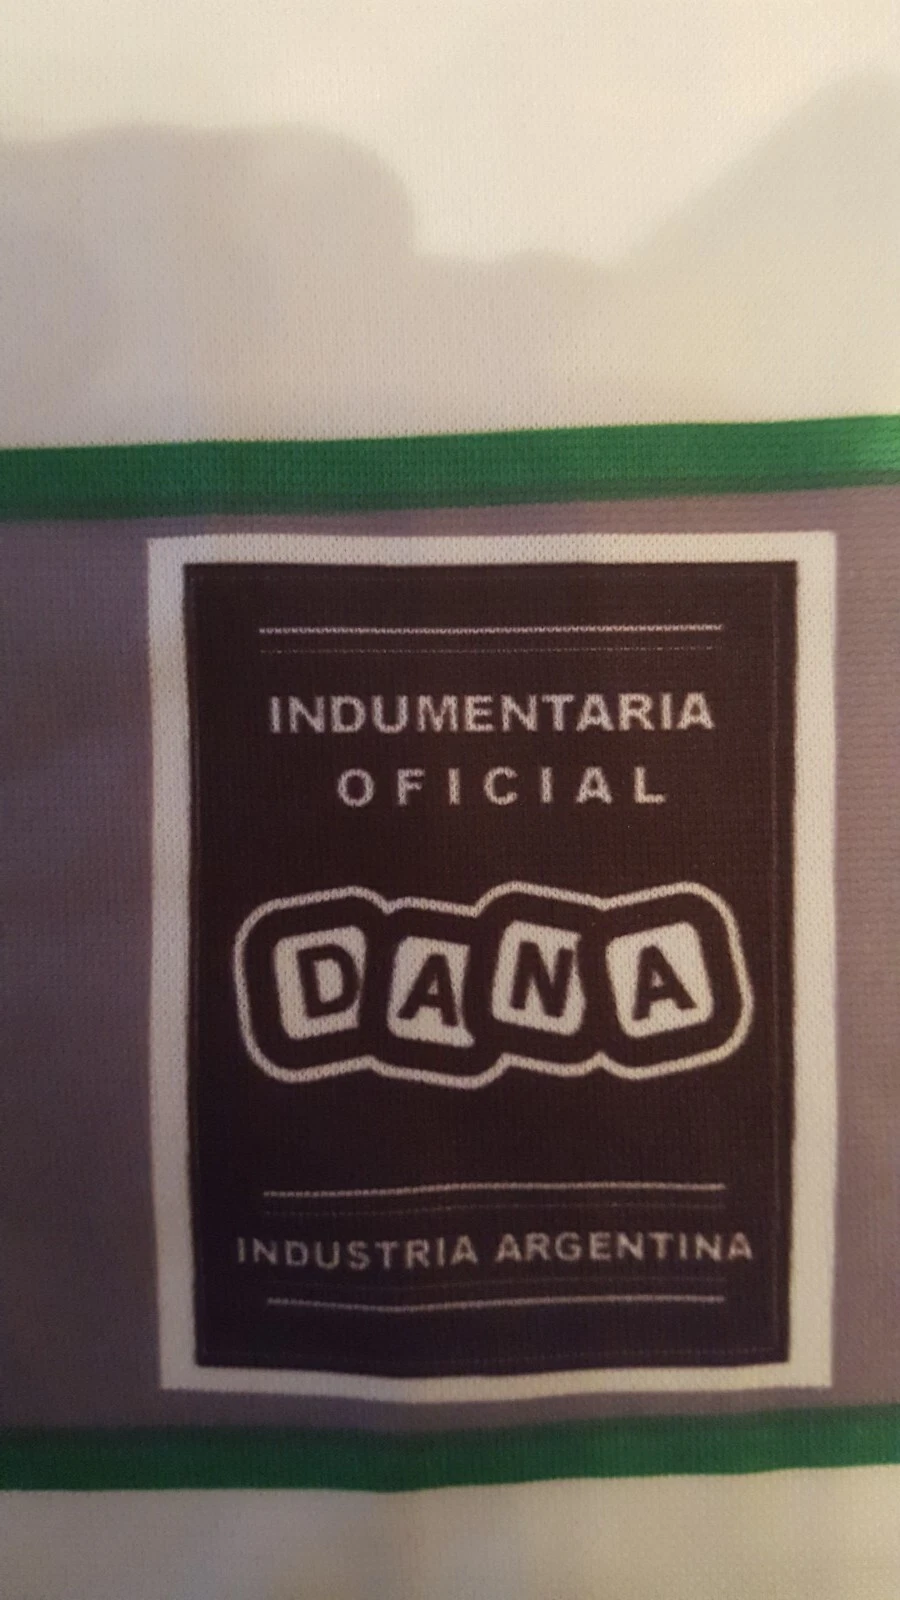 INDUMENTARIA
OFICIAL
DANA
INDUSTRIA ARGENTINA